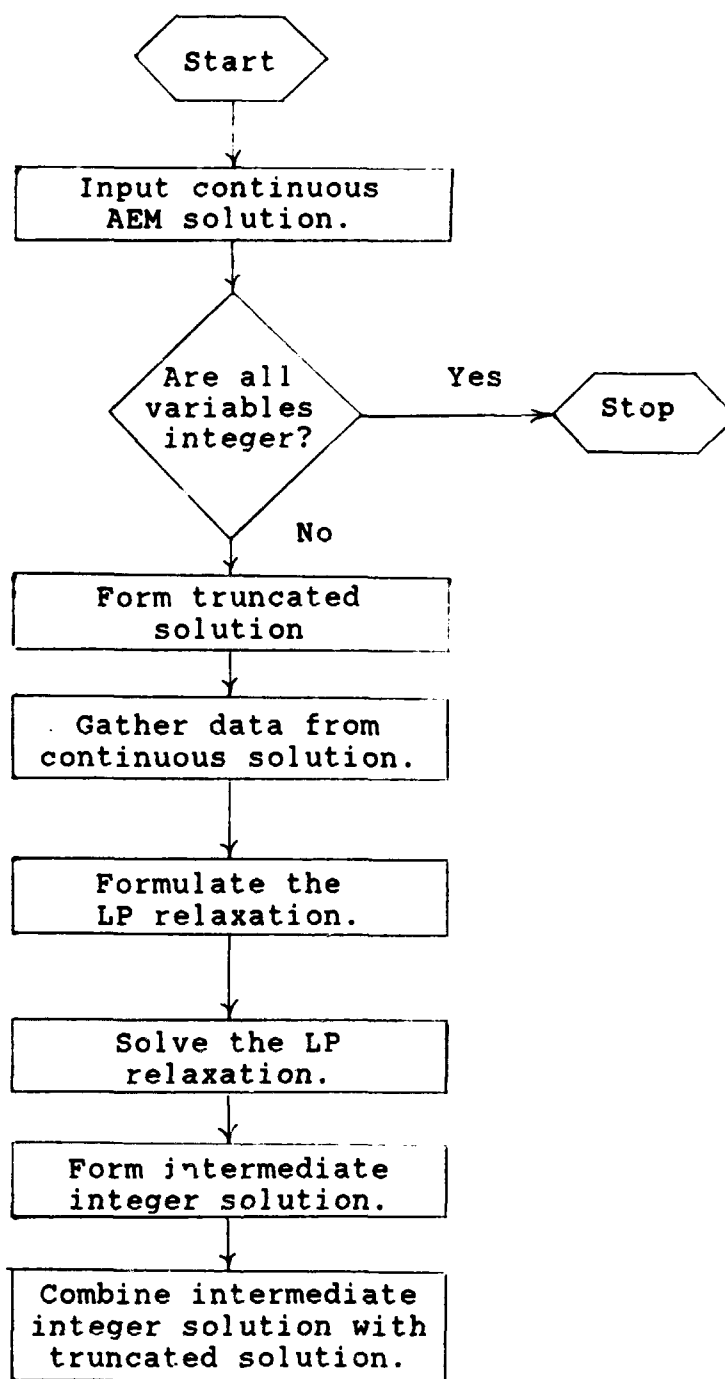 Start
Input continuous
AEM solution.
Are all
variables
integer?
Yes
Stop
No
Form truncated
solution
Gather data from
continuous solution.
Formulate the
LP relaxation.
Solve the LP
relaxation.
Form intermediate
integer solution.
Combine intermediate
integer solution with
truncated solution.